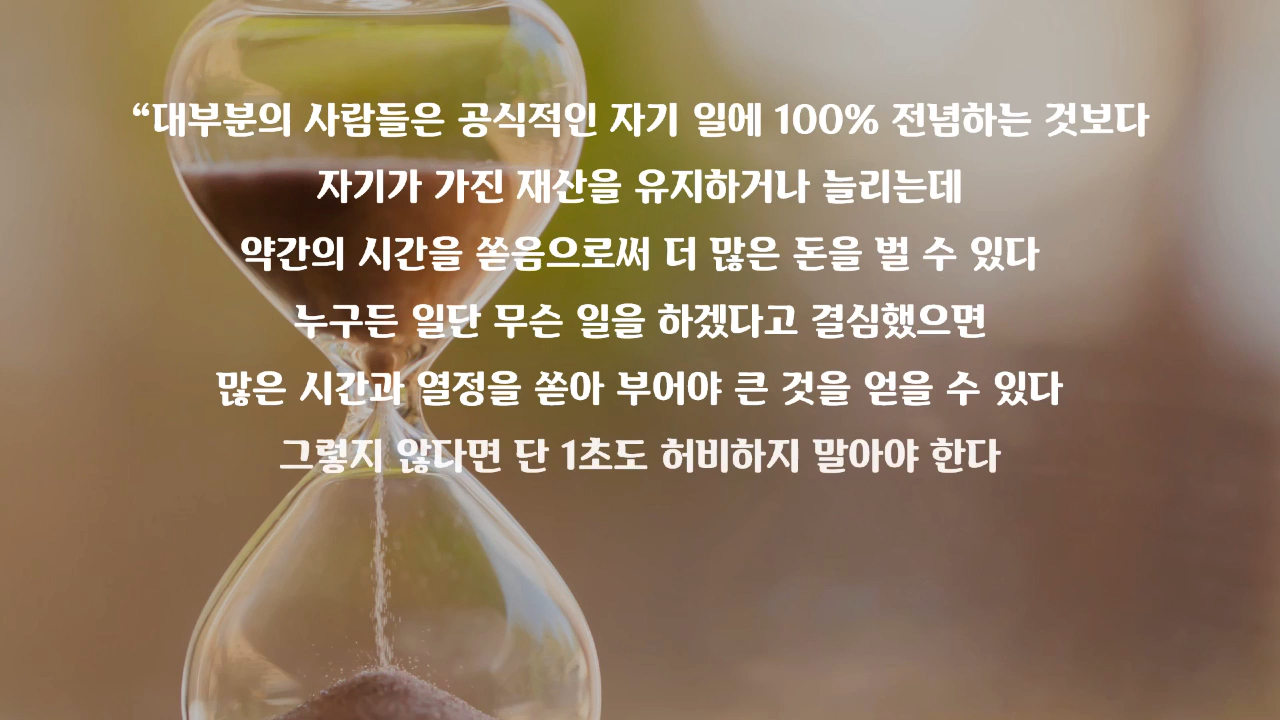 “대부분의 사람들은 공식적인 자기 일에 100% 전념하는 것보다
자기가 가진 재산을 유지하거나 늘리는데
약간의 시간을 쏟음으로써 더 많은 돈을 벌 수 있다
누구든 일단 무슨 일을 하겠다고 결심했으면
많은 시간과 열정을 쏟아 부어야 큰 것을 얻을 수 있다
그렇지 않다면 단 1초도 허비하지 말아야 한다